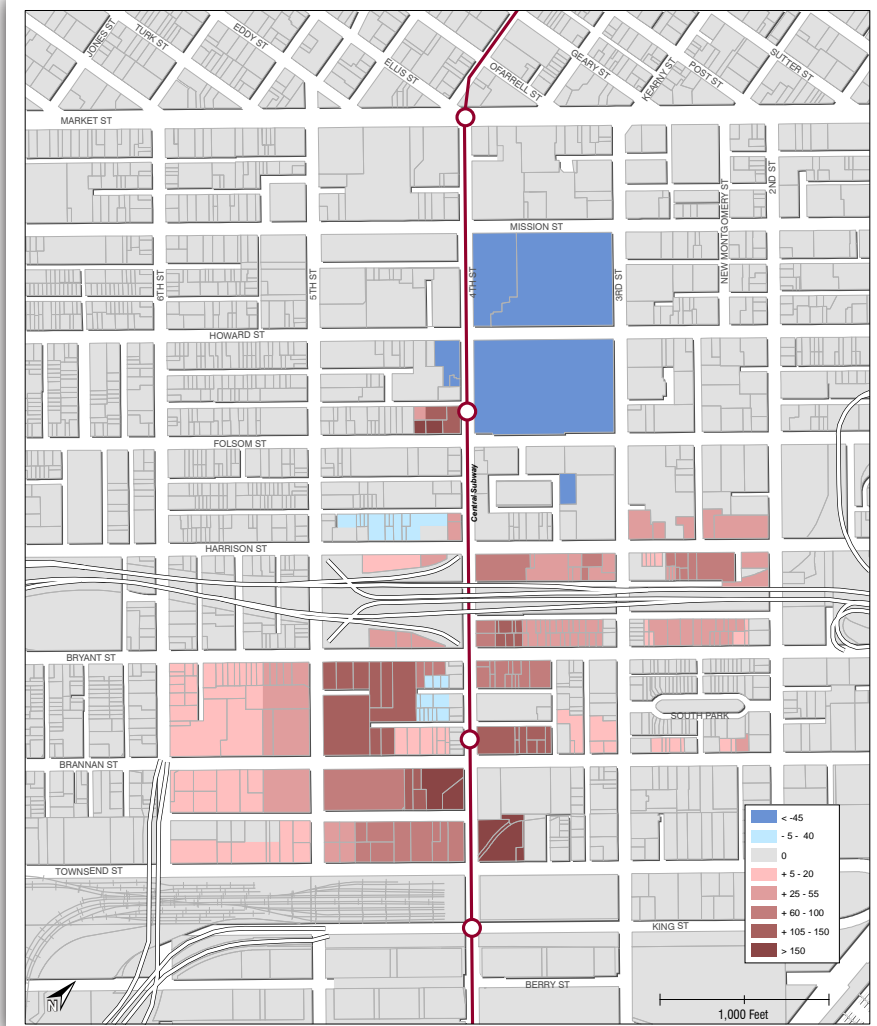 JONES ST
TURK ST
EDDY ST
ELLIS ST
OFARRELL ST
GEARY ST
KEARNY ST
POST ST
SUTTER ST
MARKET ST
2ND ST
NEW MONTGOMERY ST
MISSION ST
6TH ST
5TH ST
4TH ST
3RD ST
HOWARD ST
FOLSOM ST
Central Subway
HARRISON ST
BRYANT ST
SOUTH PARK
BRANNAN ST
< -45
- 5 - 40
0
+ 5 - 20
+ 25 - 55
+ 60 - 100
+ 105 - 150
> 150
TOWNSEND ST
KING ST
BERRY ST
N
1,000 Feet